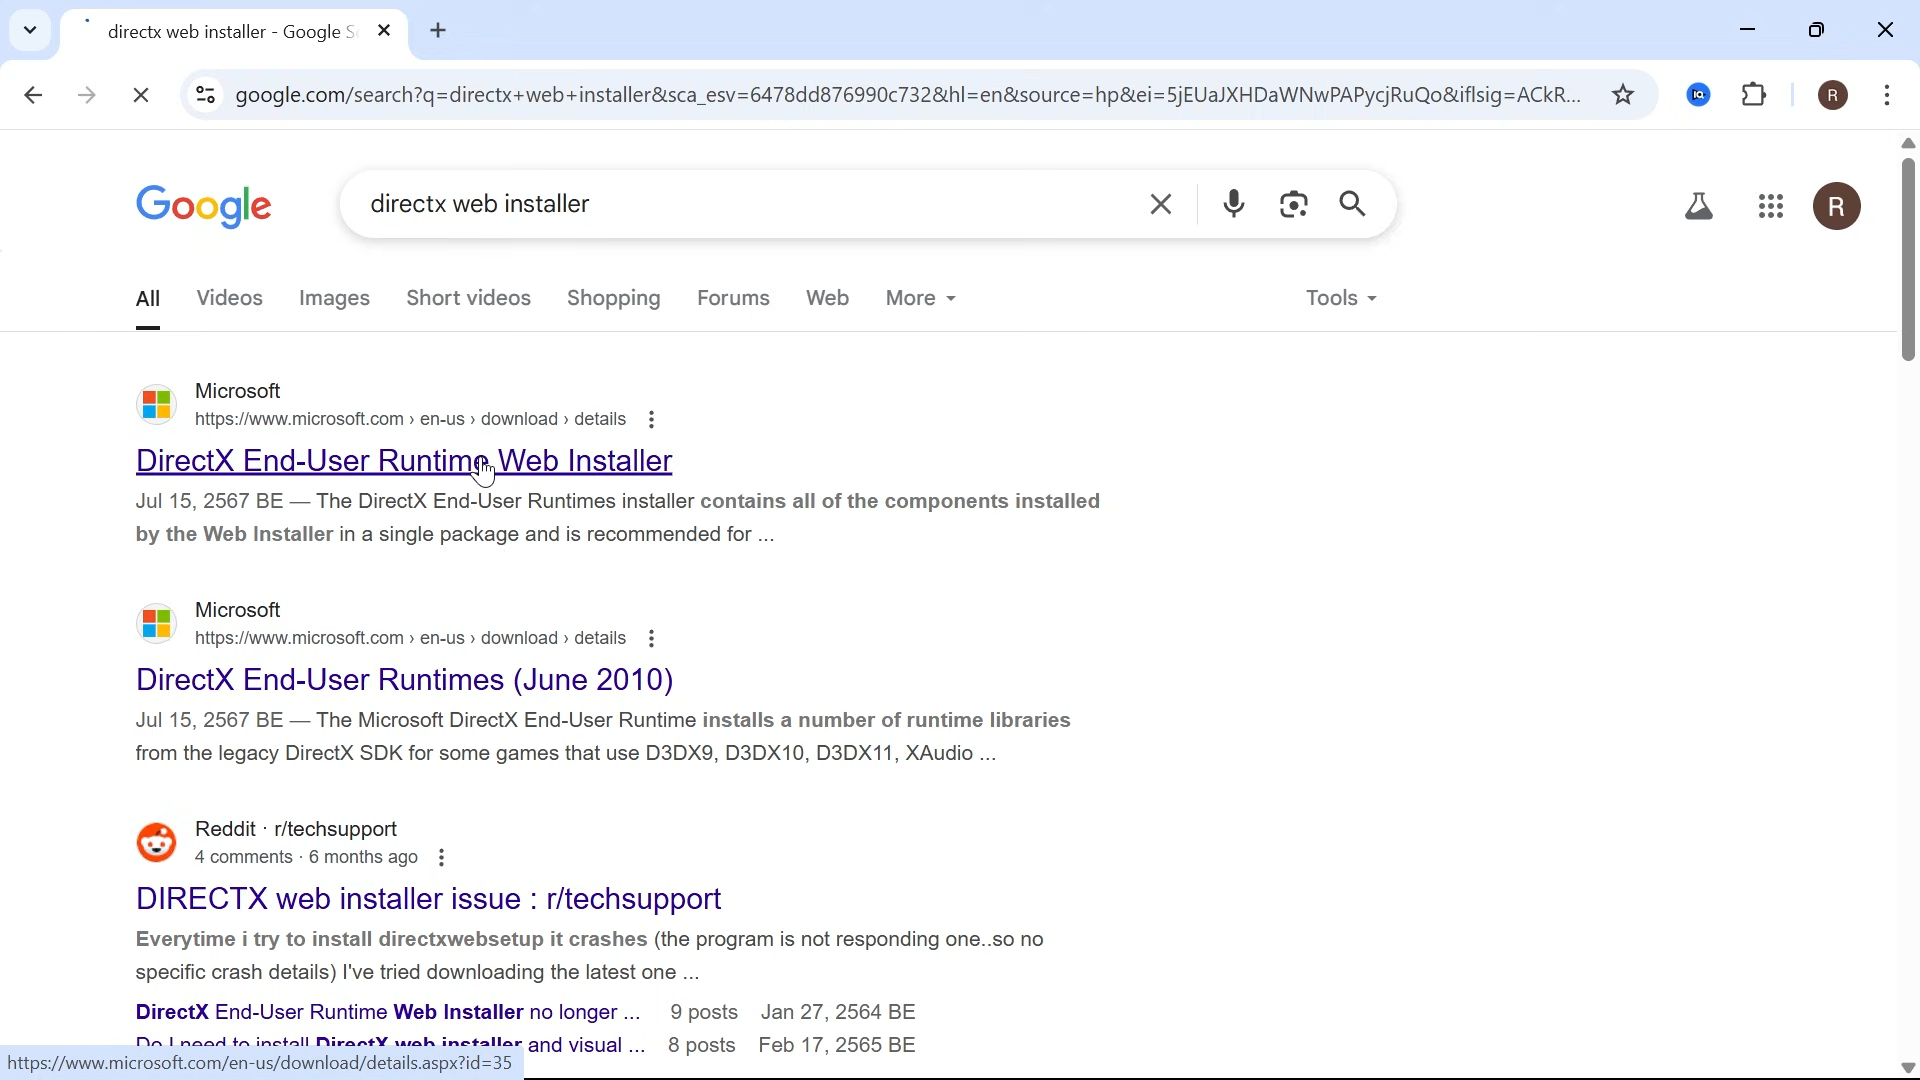 directx web installer - Google S
google.com/search?q=directx+web+installer&sca_esv=6478dd876990c732&hl=en&source=hp&ei=5jEUaJXHDaWNwPAPycjRuQo&iflsig=ACkR...
R
Google
directx web installer
R
All Videos Images Short videos Shopping Forums Web More Tools
Microsoft
https://www.microsoft.com › en-us › download › details
DirectX End-User Runtime Web Installer
Jul 15, 2567 BE — The DirectX End-User Runtimes installer contains all of the components installed
by the Web Installer in a single package and is recommended for ...
Microsoft
https://www.microsoft.com › en-us › download › details
DirectX End-User Runtimes (June 2010)
Jul 15, 2567 BE — The Microsoft DirectX End-User Runtime installs a number of runtime libraries
from the legacy DirectX SDK for some games that use D3DX9, D3DX10, D3DX11, XAudio ...
Reddit · r/techsupport
4 comments · 6 months ago
DIRECTX web installer issue : r/techsupport
Everytime i try to install directxwebsetup it crashes (the program is not responding one..so no
specific crash details) I've tried downloading the latest one ...
DirectX End-User Runtime Web Installer no longer ... 9 posts Jan 27, 2564 BE
Do I need to install DirectX web installer and visual ... 8 posts Feb 17, 2565 BE
https://www.microsoft.com/en-us/download/details.aspx?id=35